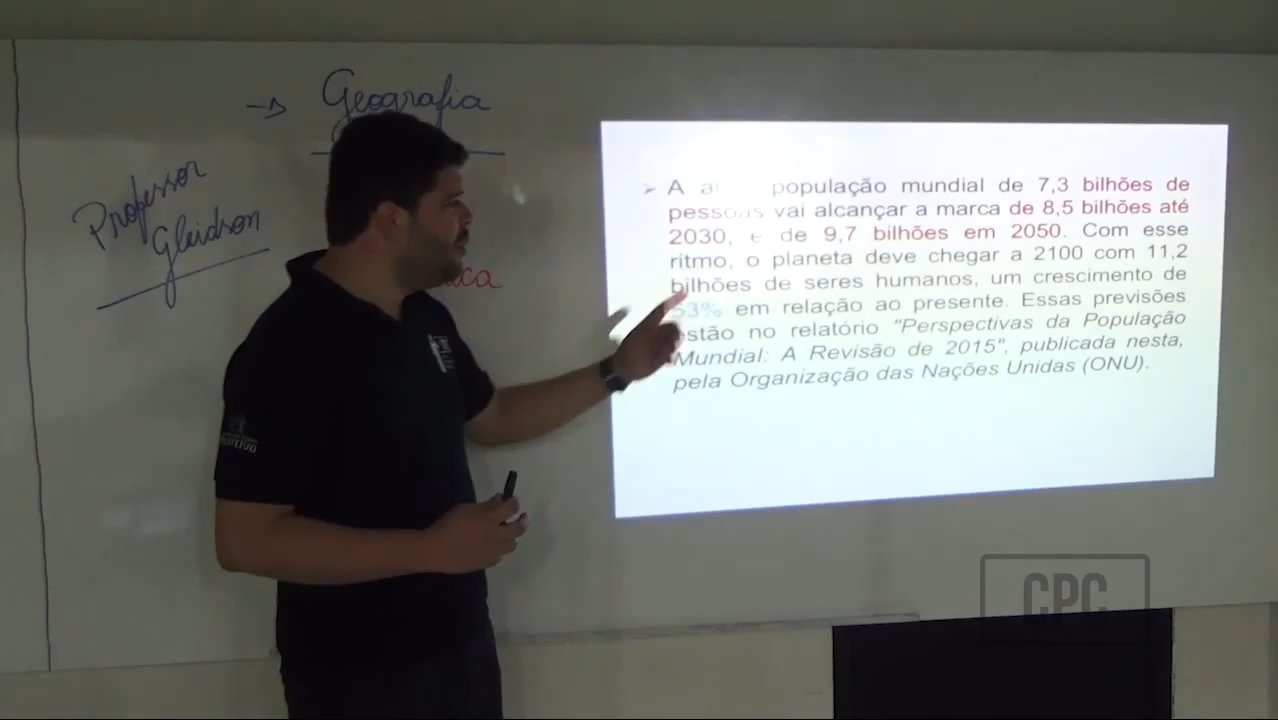 → Geografia
Professor
Gleidson
A população mundial de 7,3 bilhões de
pessoas vai alcançar a marca de 8,5 bilhões até
2030, e de 9,7 bilhões em 2050. Com esse
ritmo, o planeta deve chegar a 2100 com 11,2
bilhões de seres humanos, um crescimento de
53% em relação ao presente. Essas previsões
estão no relatório "Perspectivas da População
Mundial: A Revisão de 2015", publicada nesta,
pela Organização das Nações Unidas (ONU).
CPC